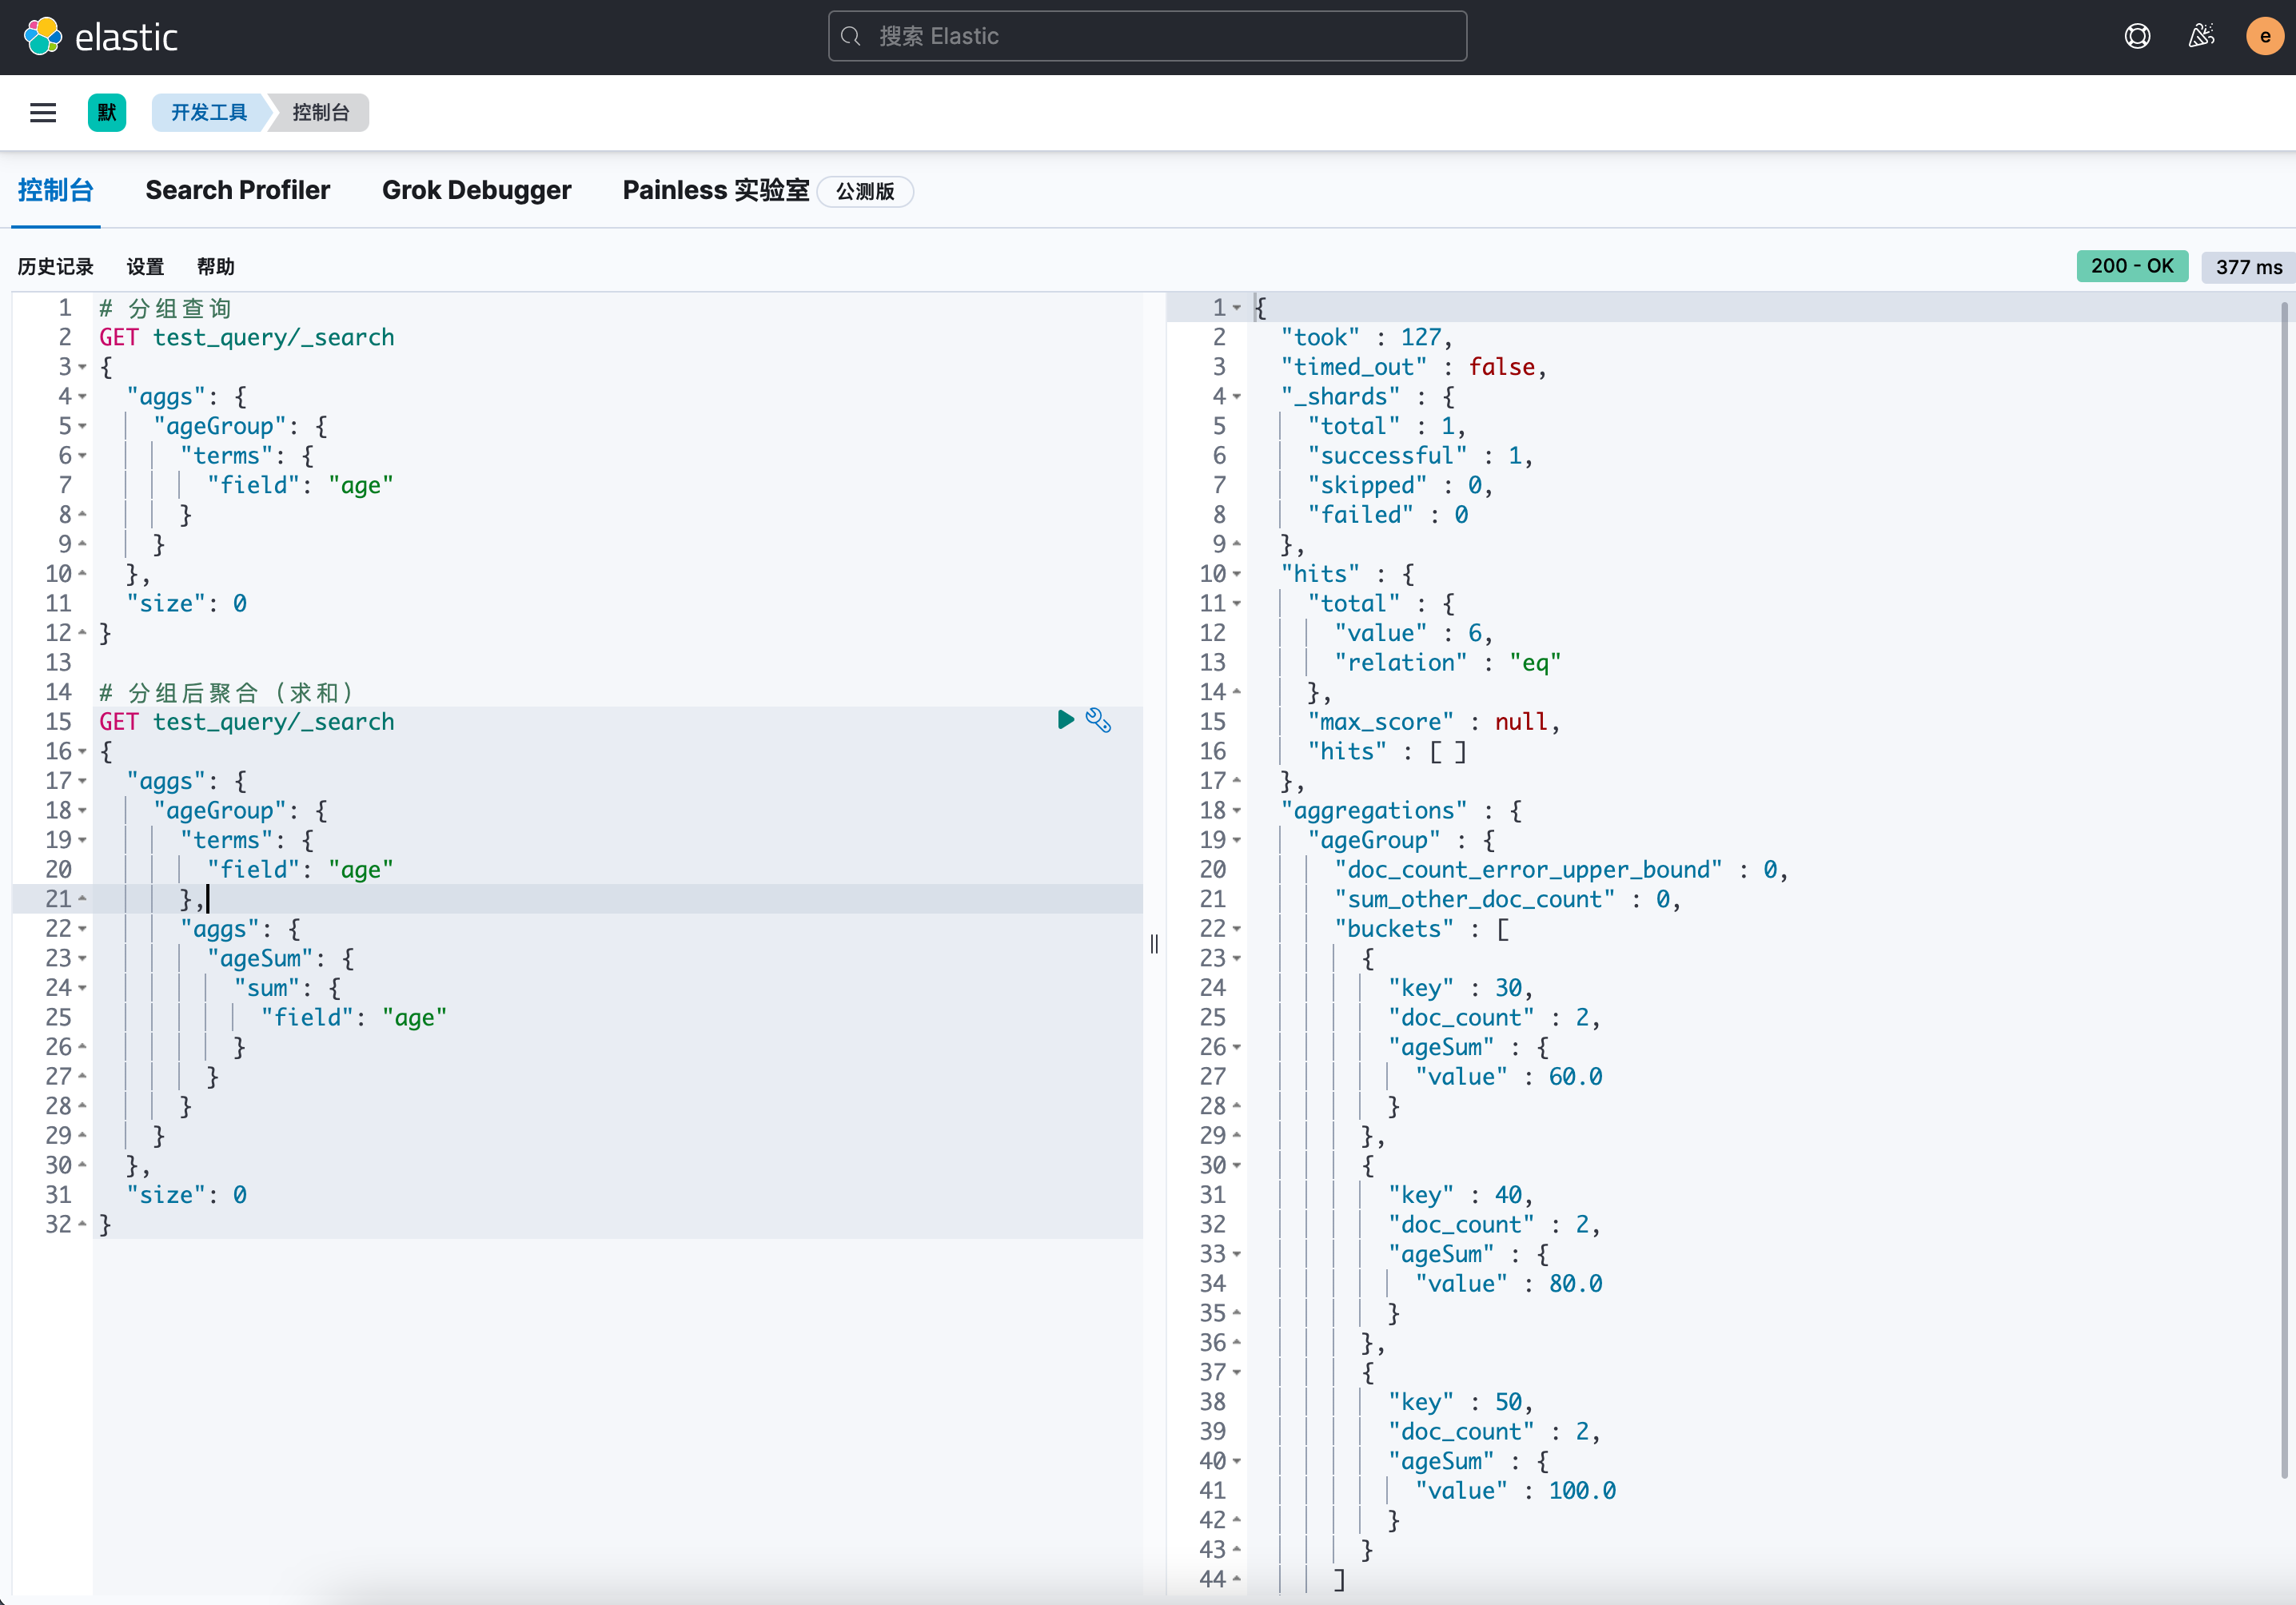 elastic
搜索 Elastic
e
默
开发工具 控制台
控制台 Search Profiler Grok Debugger Painless 实验室 公测版
历史记录 设置 帮助
200 - OK 377 ms
1 # 分组查询
2 GET test_query/_search
3 {
4 "aggs": {
5 "ageGroup": {
6 "terms": {
7 "field": "age"
8 }
9 }
10 },
11 "size": 0
12 }
13
14 # 分组后聚合（求和）
15 GET test_query/_search
16 {
17 "aggs": {
18 "ageGroup": {
19 "terms": {
20 "field": "age"
21 },
22 "aggs": {
23 "ageSum": {
24 "sum": {
25 "field": "age"
26 }
27 }
28 }
29 }
30 },
31 "size": 0
32 }
1 {
2 "took" : 127,
3 "timed_out" : false,
4 "_shards" : {
5 "total" : 1,
6 "successful" : 1,
7 "skipped" : 0,
8 "failed" : 0
9 },
10 "hits" : {
11 "total" : {
12 "value" : 6,
13 "relation" : "eq"
14 },
15 "max_score" : null,
16 "hits" : [ ]
17 },
18 "aggregations" : {
19 "ageGroup" : {
20 "doc_count_error_upper_bound" : 0,
21 "sum_other_doc_count" : 0,
22 "buckets" : [
23 {
24 "key" : 30,
25 "doc_count" : 2,
26 "ageSum" : {
27 "value" : 60.0
28 }
29 },
30 {
31 "key" : 40,
32 "doc_count" : 2,
33 "ageSum" : {
34 "value" : 80.0
35 }
36 },
37 {
38 "key" : 50,
39 "doc_count" : 2,
40 "ageSum" : {
41 "value" : 100.0
42 }
43 }
44 ]